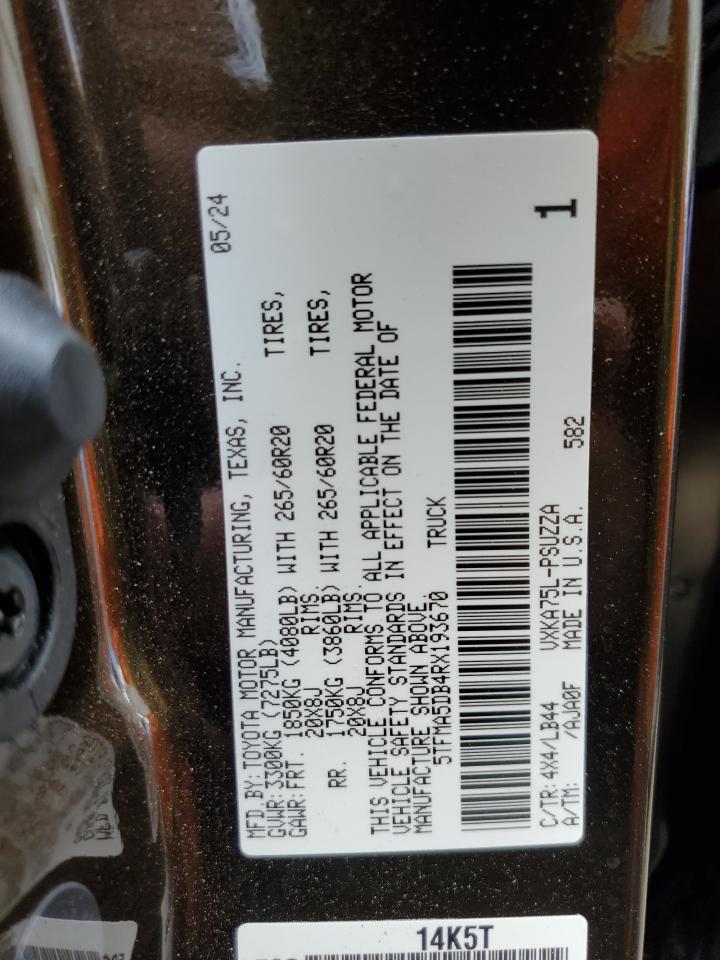 MFD.BY:TOYOTA MOTOR MANUFACTURING, TEXAS, INC. 05/24
GVWR:3300KG (7275LB)
GAWR:FRT. 1850KG (4080LB) WITH 265/60R20 TIRES,
20X8J RIMS.
RR. 1750KG (3860LB) WITH 265/60R20 TIRES,
20X8J RIMS.
THIS VEHICLE CONFORMS TO ALL APPLICABLE FEDERAL MOTOR
VEHICLE SAFETY STANDARDS IN EFFECT ON THE DATE OF
MANUFACTURE SHOWN ABOVE.
5TFMA5DB4RX193670 TRUCK
1
C/TR:4X4/LB44 VXKA75L-PSUZZA 582
A/TM: /AJA0F MADE IN U.S.A.
14K5T